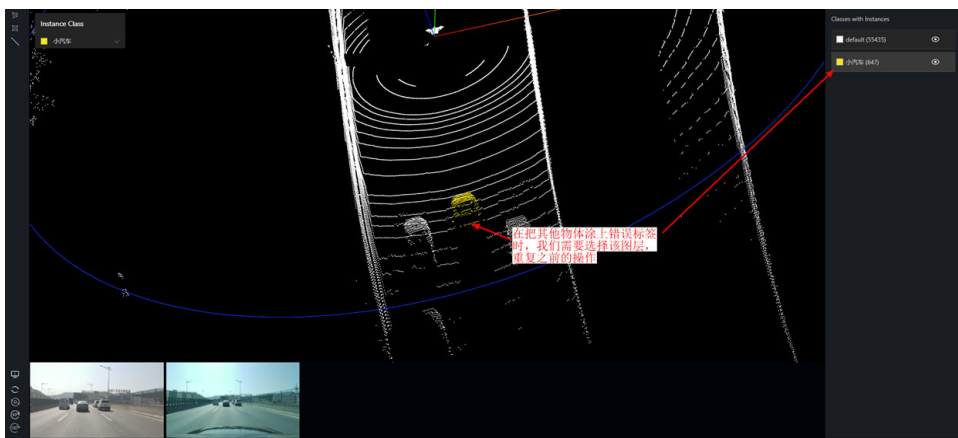 Instance Class
小汽车
Classes with Instances
default (55435)
小汽车 (647)
在把其他物体涂上错误标签
时，我们需要选择该图层，
重复之前的操作